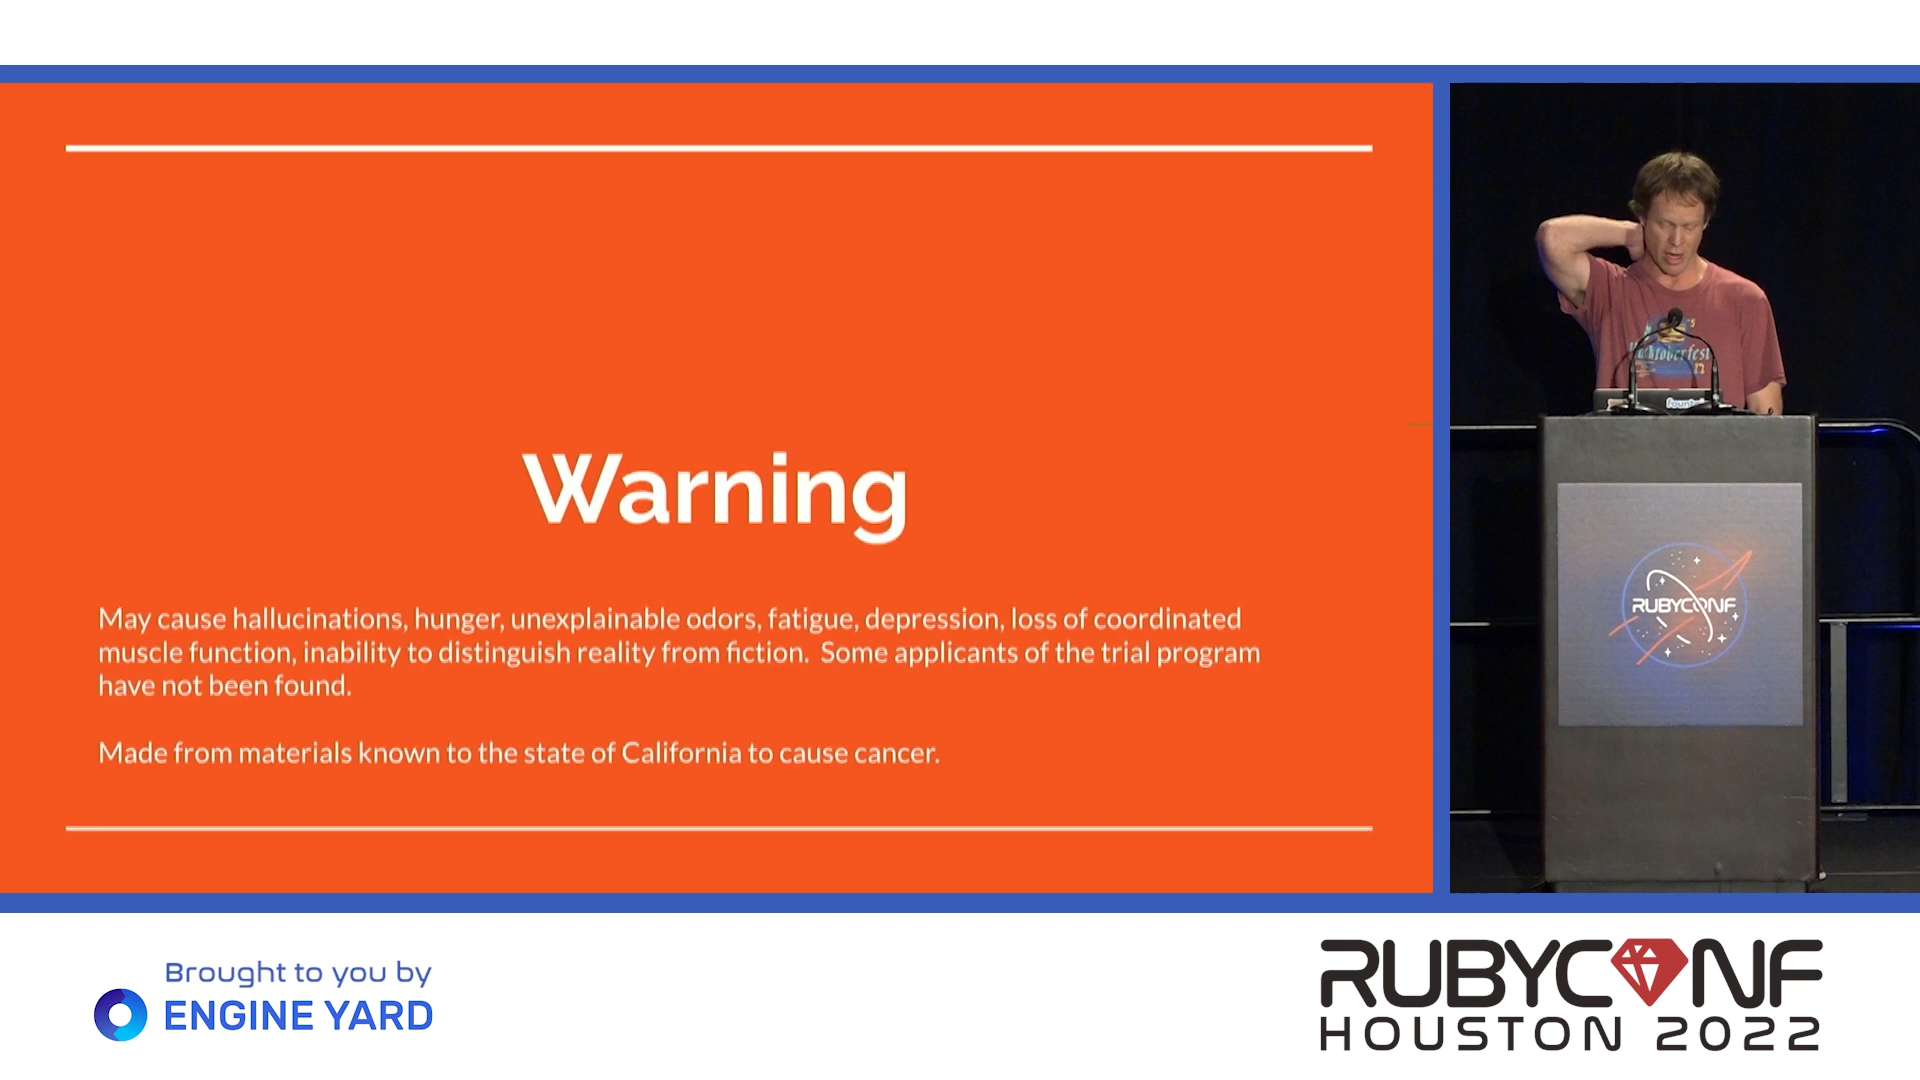 Warning
May cause hallucinations, hunger, unexplainable odors, fatigue, depression, loss of coordinated
muscle function, inability to distinguish reality from fiction.  Some applicants of the trial program
have not been found.
Made from materials known to the state of California to cause cancer.
RUBYCONF
Brought to you by
ENGINE YARD
RUBYCONF
HOUSTON 2022